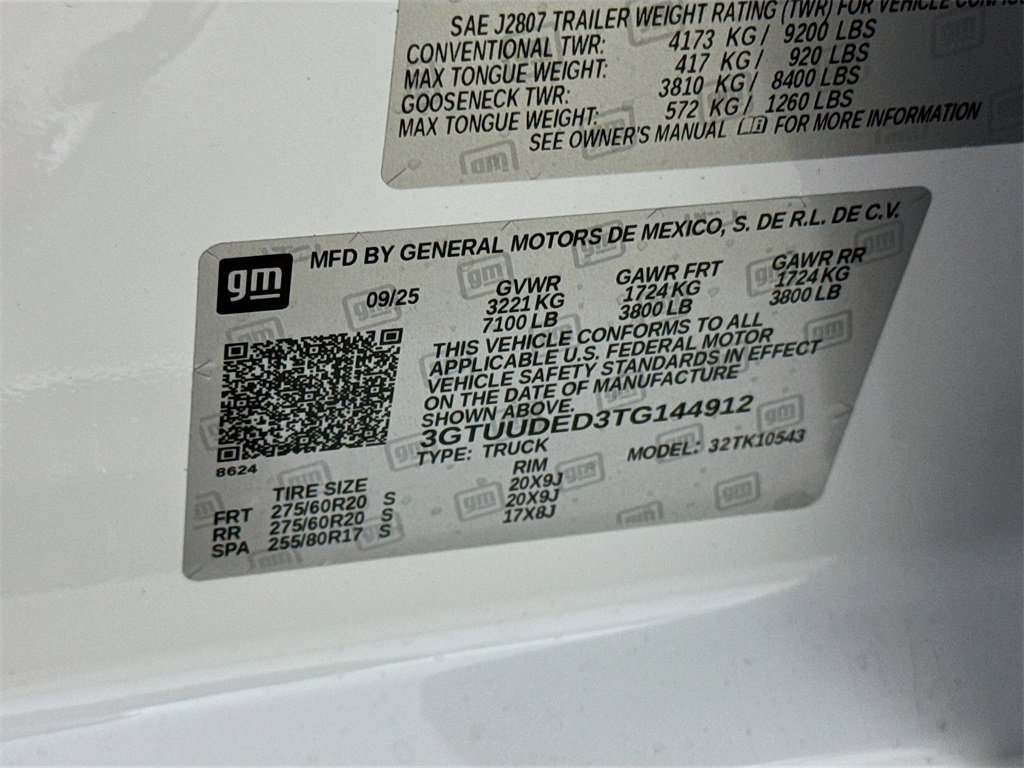 SAE J2807 TRAILER WEIGHT RATING (TWR) FOR VEHICLE
CONVENTIONAL TWR: 4173 KG/ 9200 LBS
MAX TONGUE WEIGHT: 417 KG/ 920 LBS
GOOSENECK TWR: 3810 KG/ 8400 LBS
MAX TONGUE WEIGHT: 572 KG/ 1260 LBS
SEE OWNER'S MANUAL FOR MORE INFORMATION
gm
MFD BY GENERAL MOTORS DE MEXICO, S. DE R.L. DE C.V.
09/25 GVWR GAWR FRT GAWR RR
3221 KG 1724 KG 1724 KG
7100 LB 3800 LB 3800 LB
THIS VEHICLE CONFORMS TO ALL
APPLICABLE U.S. FEDERAL MOTOR
VEHICLE SAFETY STANDARDS IN EFFECT
ON THE DATE OF MANUFACTURE
SHOWN ABOVE.
3GTUUDED3TG144912
8624
TYPE: TRUCK MODEL: 32TK10543
TIRE SIZE RIM
FRT 275/60R20 S 20X9J
RR 275/60R20 S 20X9J
SPA 255/80R17 S 17X8J